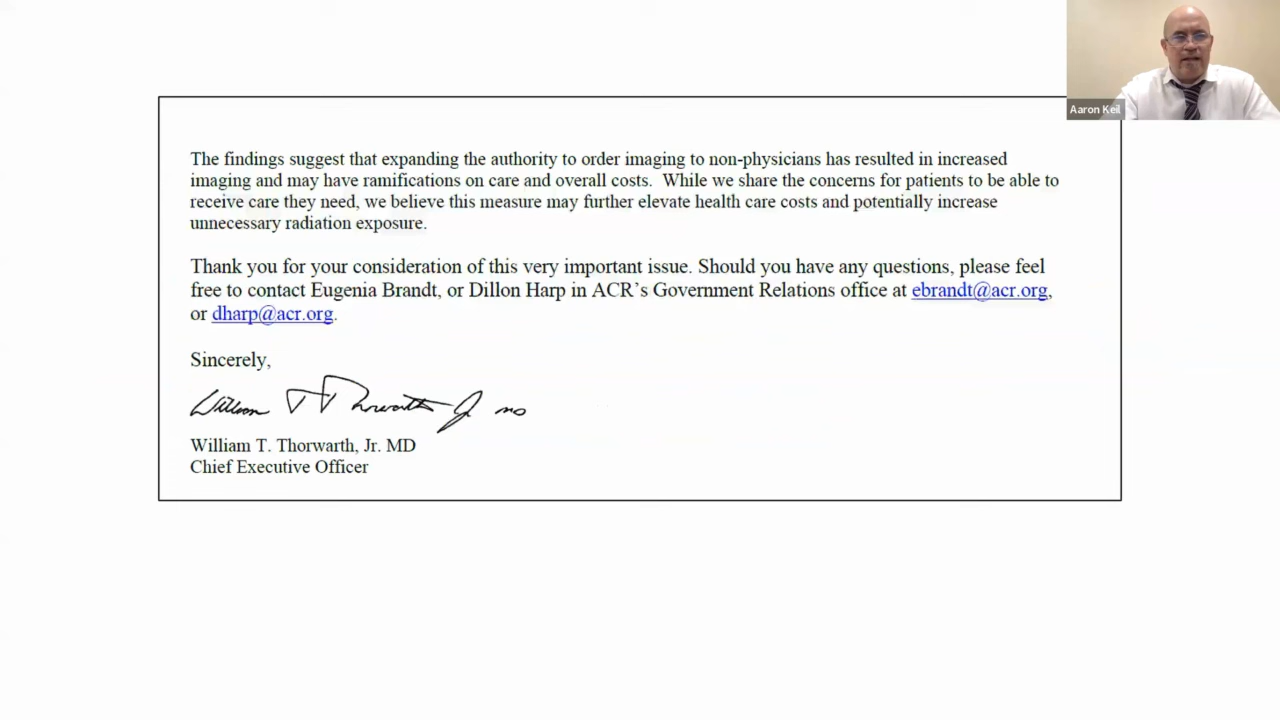 Aaron Keil
The findings suggest that expanding the authority to order imaging to non-physicians has resulted in increased
imaging and may have ramifications on care and overall costs.  While we share the concerns for patients to be able to
receive care they need, we believe this measure may further elevate health care costs and potentially increase
unnecessary radiation exposure.
Thank you for your consideration of this very important issue. Should you have any questions, please feel
free to contact Eugenia Brandt, or Dillon Harp in ACR’s Government Relations office at ebrandt@acr.org,
or dharp@acr.org.
Sincerely,
William T Thorwarth Jr MD
William T. Thorwarth, Jr. MD
Chief Executive Officer